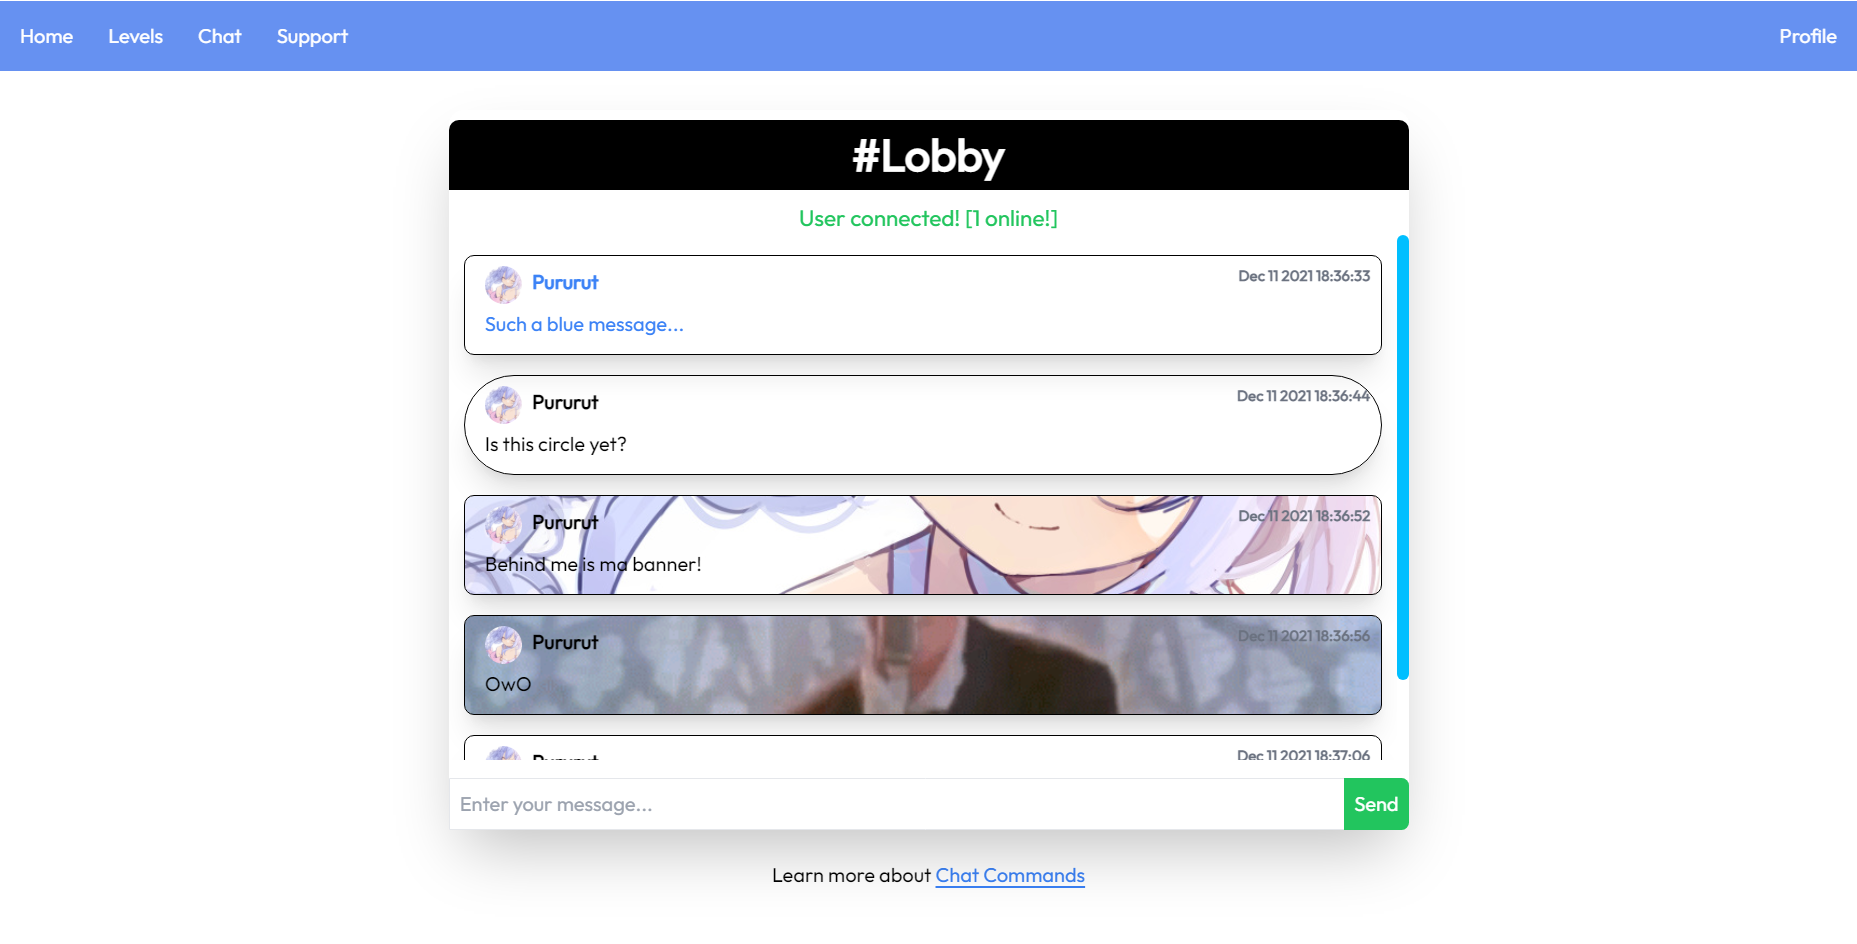 Home Levels Chat Support Profile
#Lobby
User connected! [1 online!]
Pururut Dec 11 2021 18:36:33
Such a blue message...
Pururut Dec 11 2021 18:36:44
Is this circle yet?
Pururut Dec 11 2021 18:36:52
Behind me is ma banner!
Pururut Dec 11 2021 18:36:56
OwO
Pururut Dec 11 2021 18:37:06
Enter your message... Send
Learn more about Chat Commands